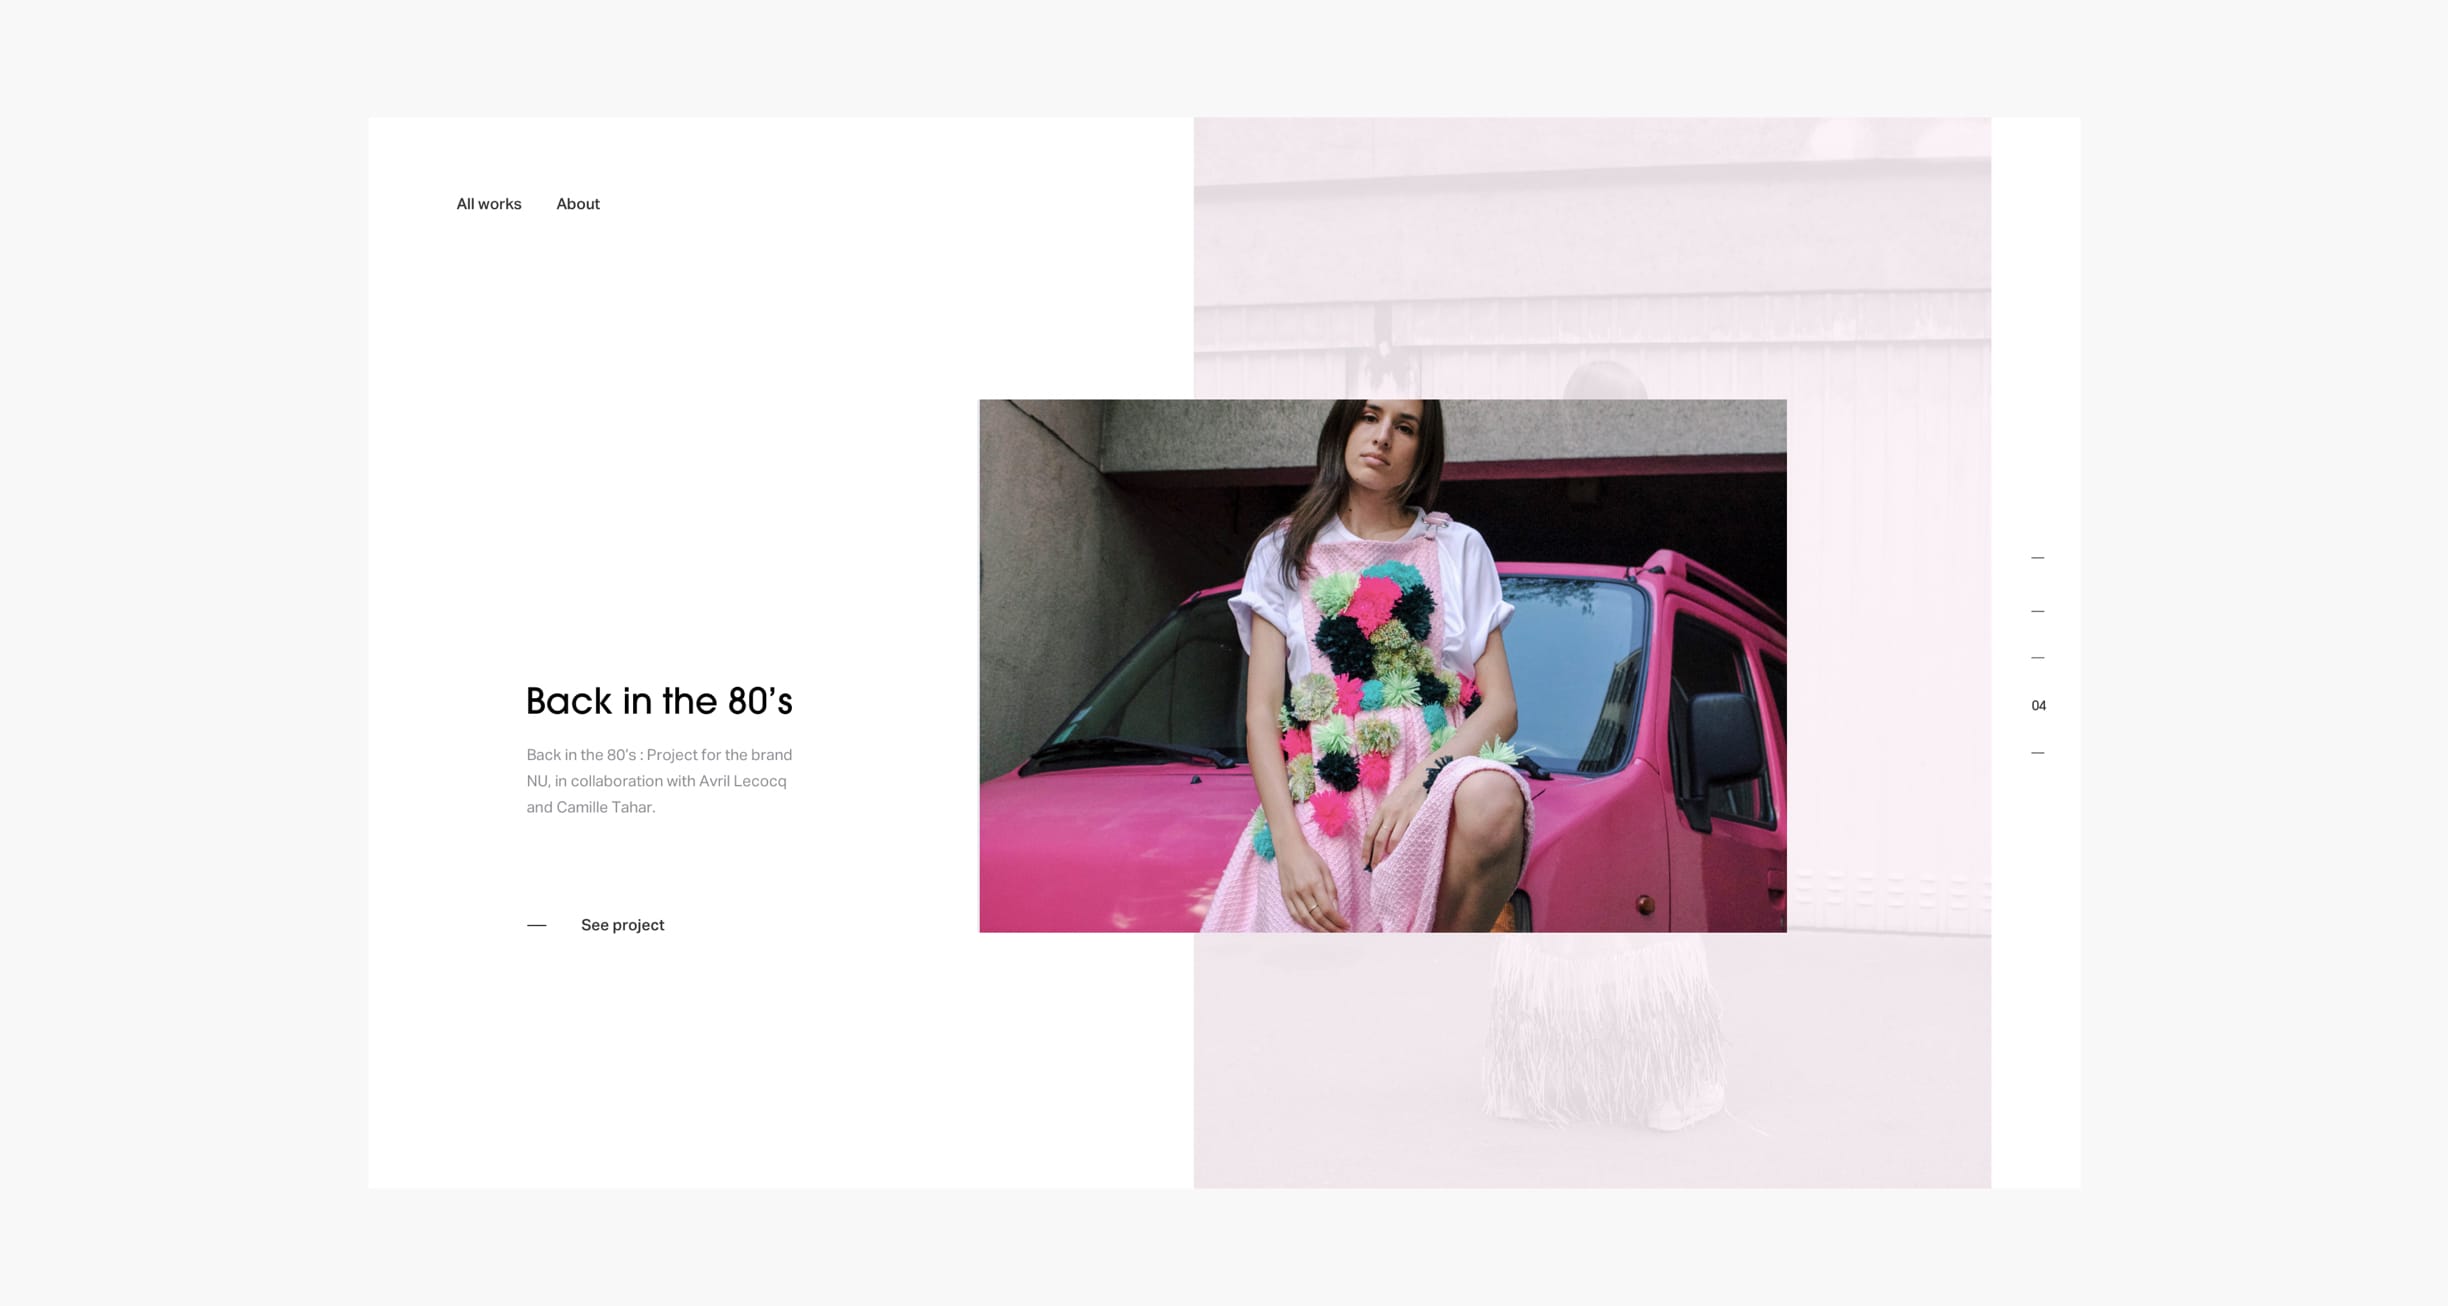 All works About
Back in the 80’s
Back in the 80’s : Project for the brand
NU, in collaboration with Avril Lecocq
and Camille Tahar.
— See project
04